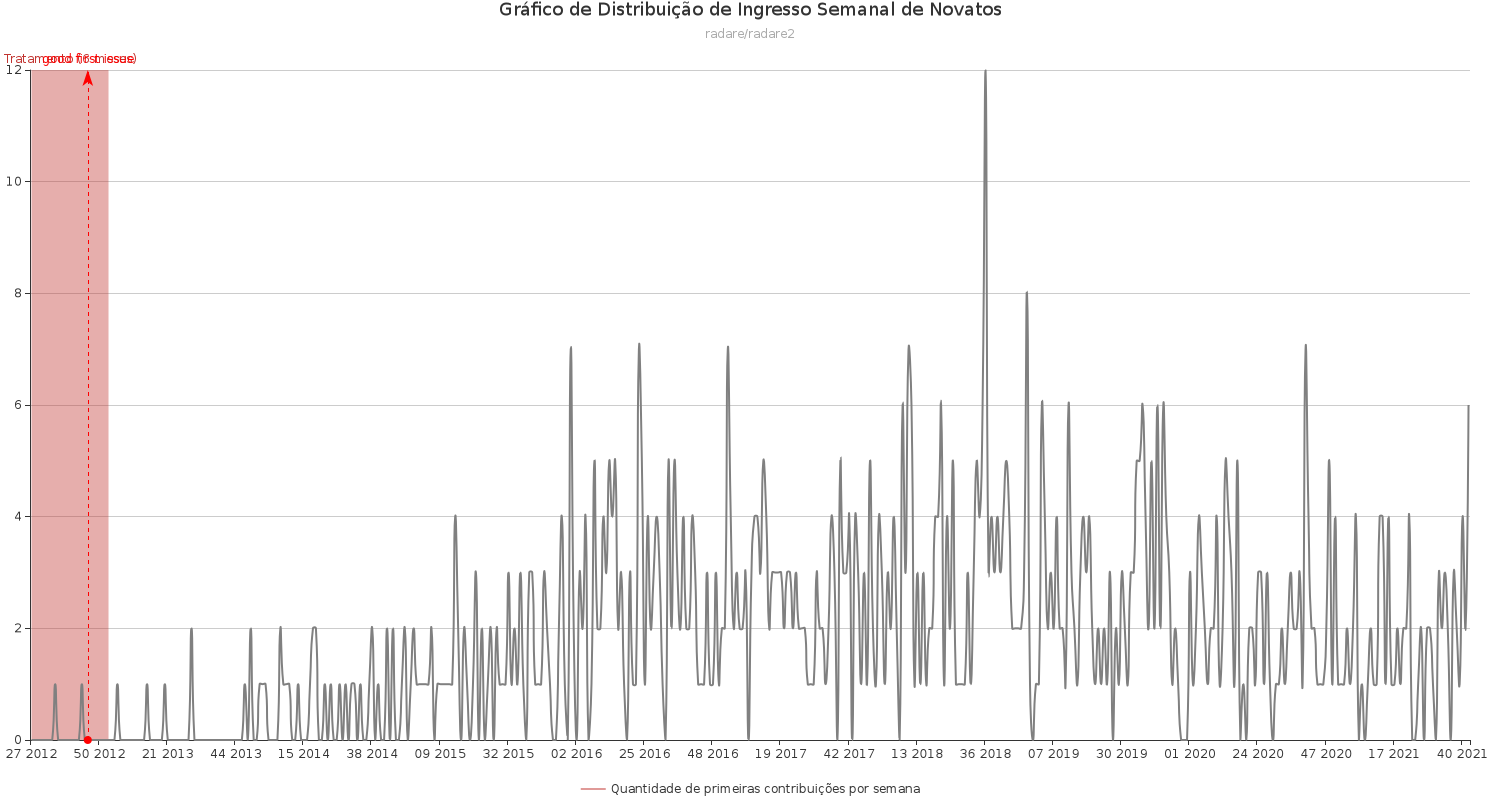 Gráfico de Distribuição de Ingresso Semanal de Novatos
radare/radare2
12
10
8
6
4
2
0
27 2012 50 2012 21 2013 44 2013 15 2014 38 2014 09 2015 32 2015 02 2016 25 2016 48 2016 19 2017 42 2017 13 2018 36 2018 07 2019 30 2019 01 2020 24 2020 47 2020 17 2021 40 2021
Quantidade de primeiras contribuições por semana